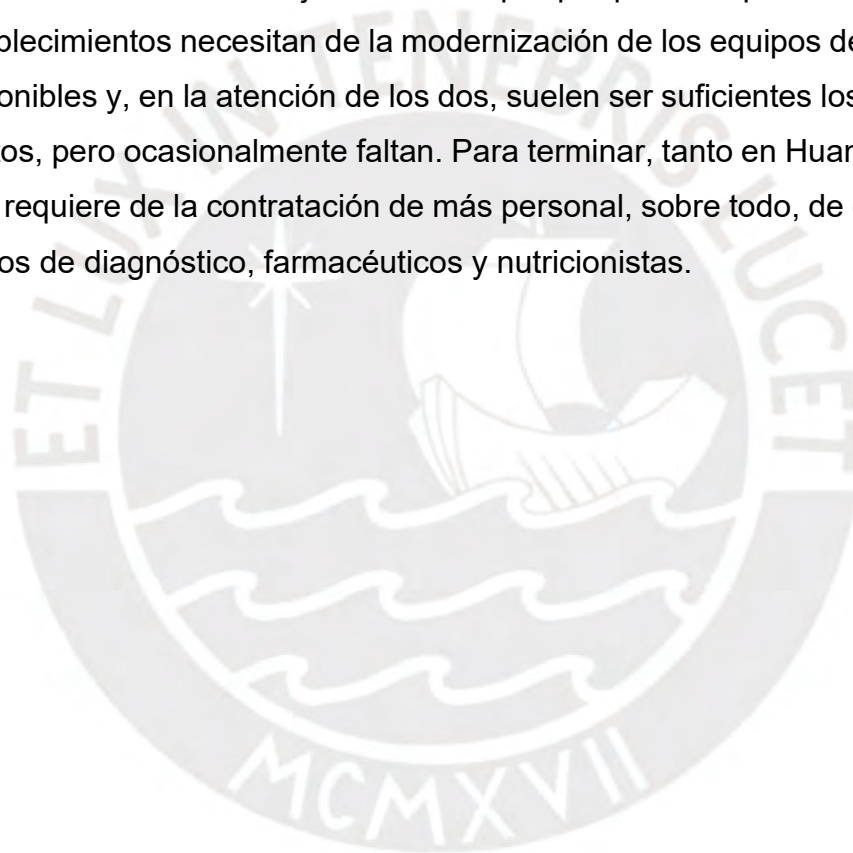 blecimientos necesitan de la modernización de los equipos de
onibles y, en la atención de los dos, suelen ser suficientes los
os, pero ocasionalmente faltan. Para terminar, tanto en Huan
requiere de la contratación de más personal, sobre todo, de
os de diagnóstico, farmacéuticos y nutricionistas.
ET LUX IN TENEBRIS LUCET
MCMXVII